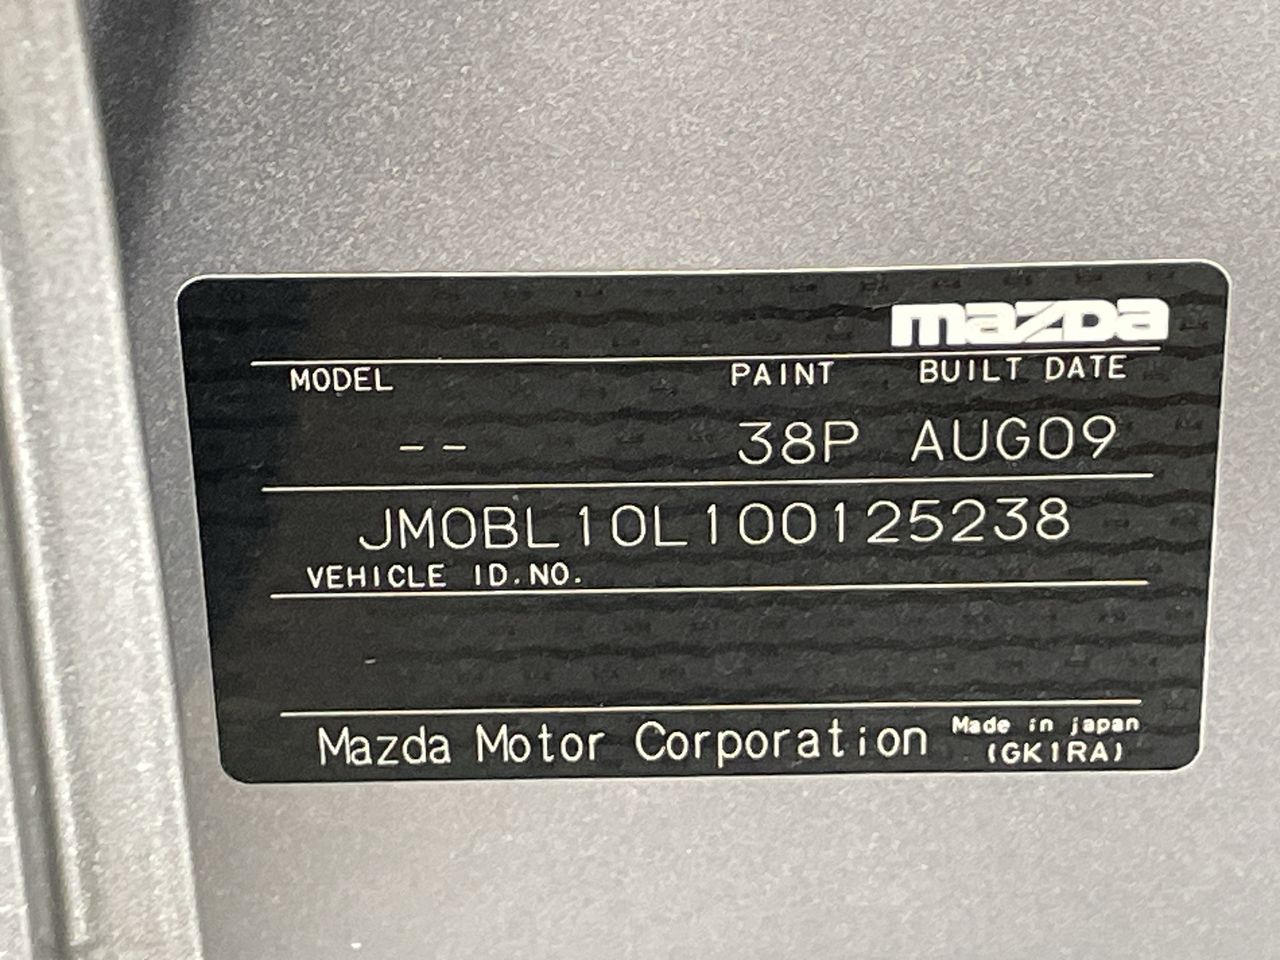 mazda
MODEL PAINT BUILT DATE
-- 38P AUG09
JM0BL10L100125238
VEHICLE ID.NO.
Mazda Motor Corporation Made in japan
(GK1RA)